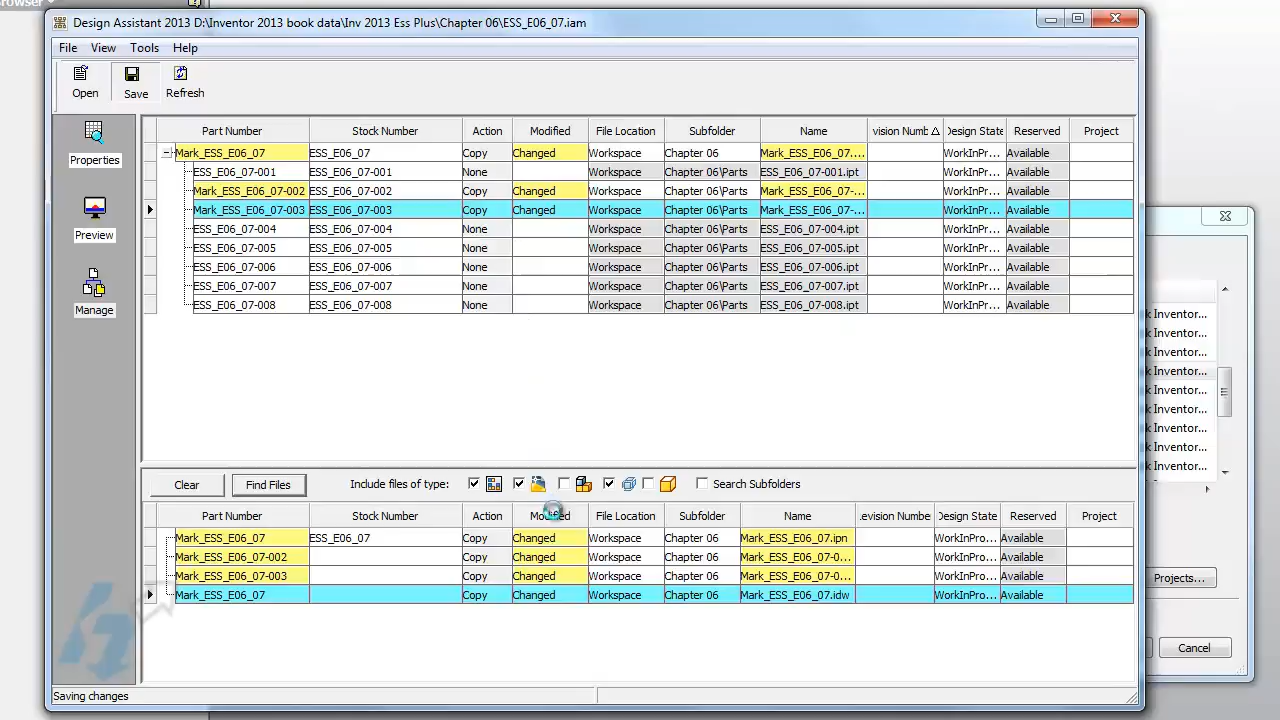 Browser
Design Assistant 2013 D:\Inventor 2013 book data\Inv 2013 Ess Plus\Chapter 06\ESS_E06_07.iam
File View Tools Help
Open Save Refresh
Properties
Preview
Manage
Part Number Stock Number Action Modified File Location Subfolder Name vision Numb Design State Reserved Project
Mark_ESS_E06_07 ESS_E06_07 Copy Changed Workspace Chapter 06 Mark_ESS_E06_07.... WorkInPr... Available
ESS_E06_07-001 ESS_E06_07-001 None Workspace Chapter 06\Parts ESS_E06_07-001.ipt WorkInPr... Available
Mark_ESS_E06_07-002 ESS_E06_07-002 Copy Changed Workspace Chapter 06\Parts Mark_ESS_E06_07-... WorkInPr... Available
Mark_ESS_E06_07-003 ESS_E06_07-003 Copy Changed Workspace Chapter 06\Parts Mark_ESS_E06_07-... WorkInPr... Available
ESS_E06_07-004 ESS_E06_07-004 None Workspace Chapter 06\Parts ESS_E06_07-004.ipt WorkInPr... Available
ESS_E06_07-005 ESS_E06_07-005 None Workspace Chapter 06\Parts ESS_E06_07-005.ipt WorkInPr... Available
ESS_E06_07-006 ESS_E06_07-006 None Workspace Chapter 06\Parts ESS_E06_07-006.ipt WorkInPr... Available
ESS_E06_07-007 ESS_E06_07-007 None Workspace Chapter 06\Parts ESS_E06_07-007.ipt WorkInPr... Available
ESS_E06_07-008 ESS_E06_07-008 None Workspace Chapter 06\Parts ESS_E06_07-008.ipt WorkInPr... Available
Clear Find Files Include files of type: Search Subfolders
Part Number Stock Number Action Modified File Location Subfolder Name evision Number Design State Reserved Project
Mark_ESS_E06_07 ESS_E06_07 Copy Changed Workspace Chapter 06 Mark_ESS_E06_07.ipn WorkInPro... Available
Mark_ESS_E06_07-002 Copy Changed Workspace Chapter 06 Mark_ESS_E06_07-0... WorkInPro... Available
Mark_ESS_E06_07-003 Copy Changed Workspace Chapter 06 Mark_ESS_E06_07-0... WorkInPro... Available
Mark_ESS_E06_07 Copy Changed Workspace Chapter 06 Mark_ESS_E06_07.idw WorkInPro... Available
Saving changes
k Inventor...
k Inventor...
k Inventor...
k Inventor...
k Inventor...
k Inventor...
k Inventor...
k Inventor...
k Inventor...
Projects...
Cancel